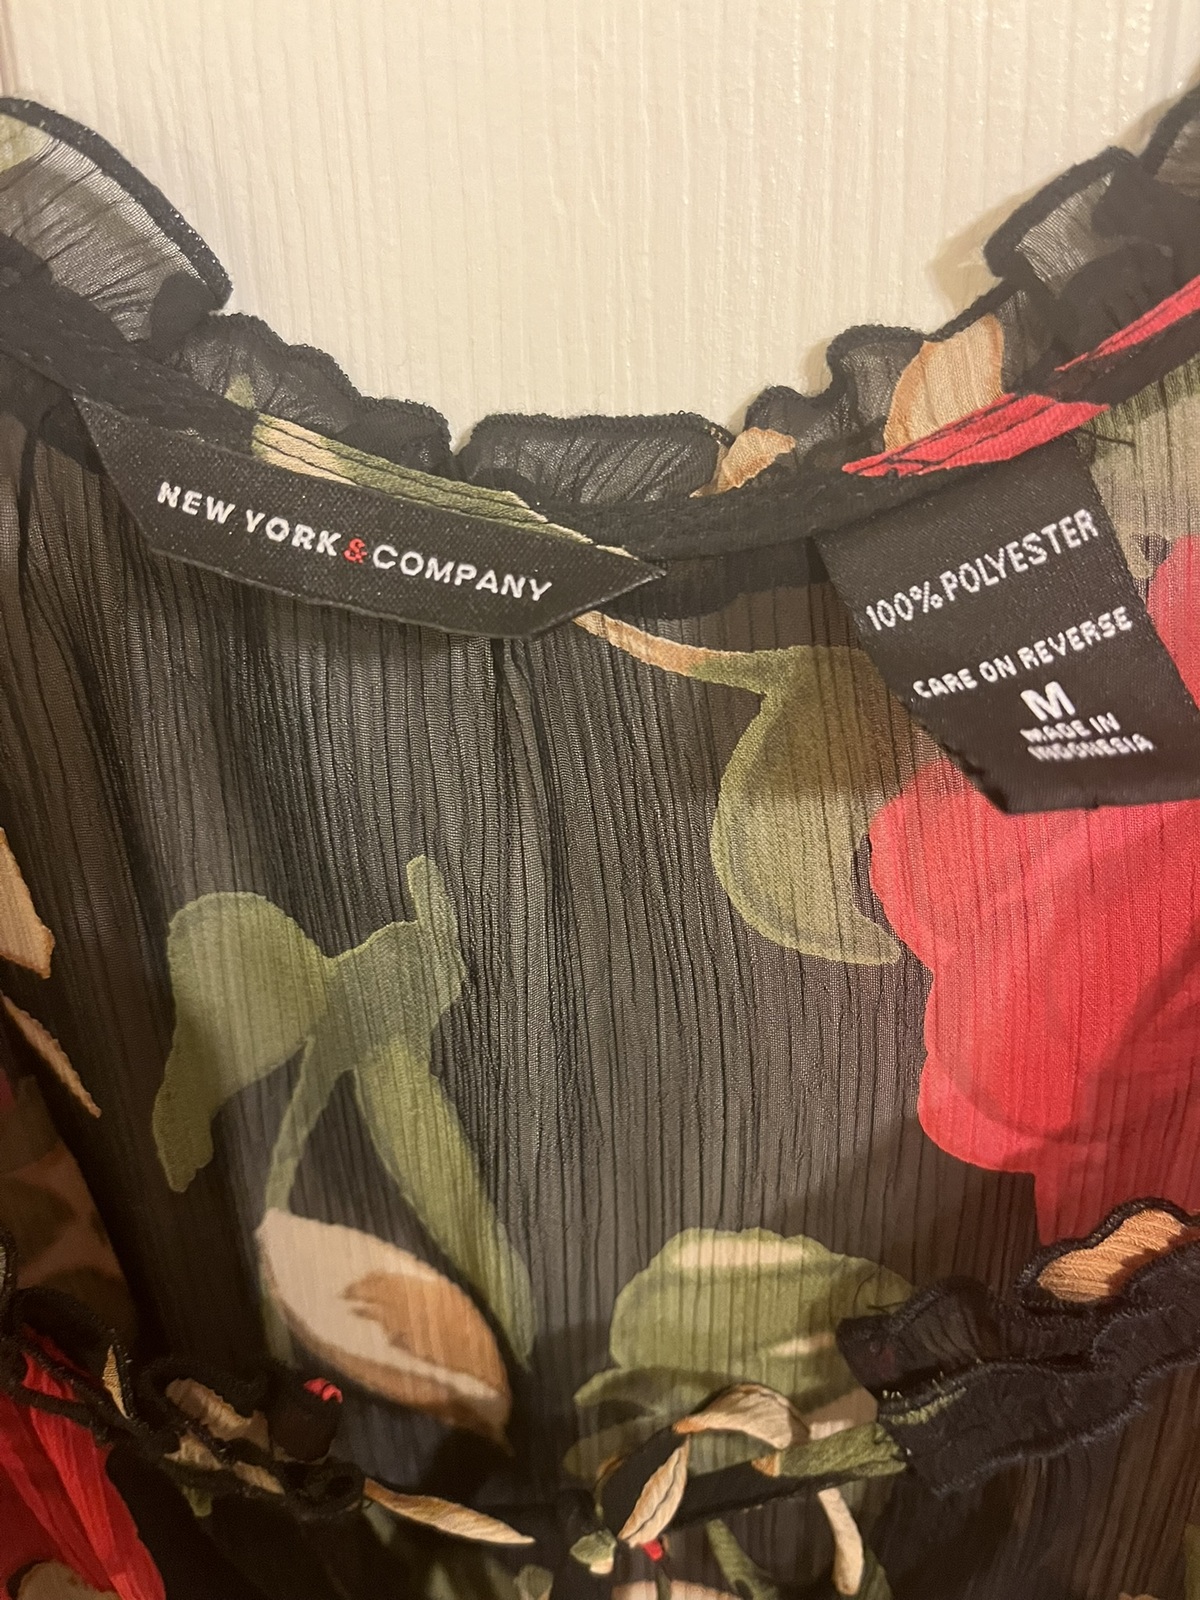 NEW YORK & COMPANY
100% POLYESTER
CARE ON REVERSE
M
MADE IN
INDONESIA